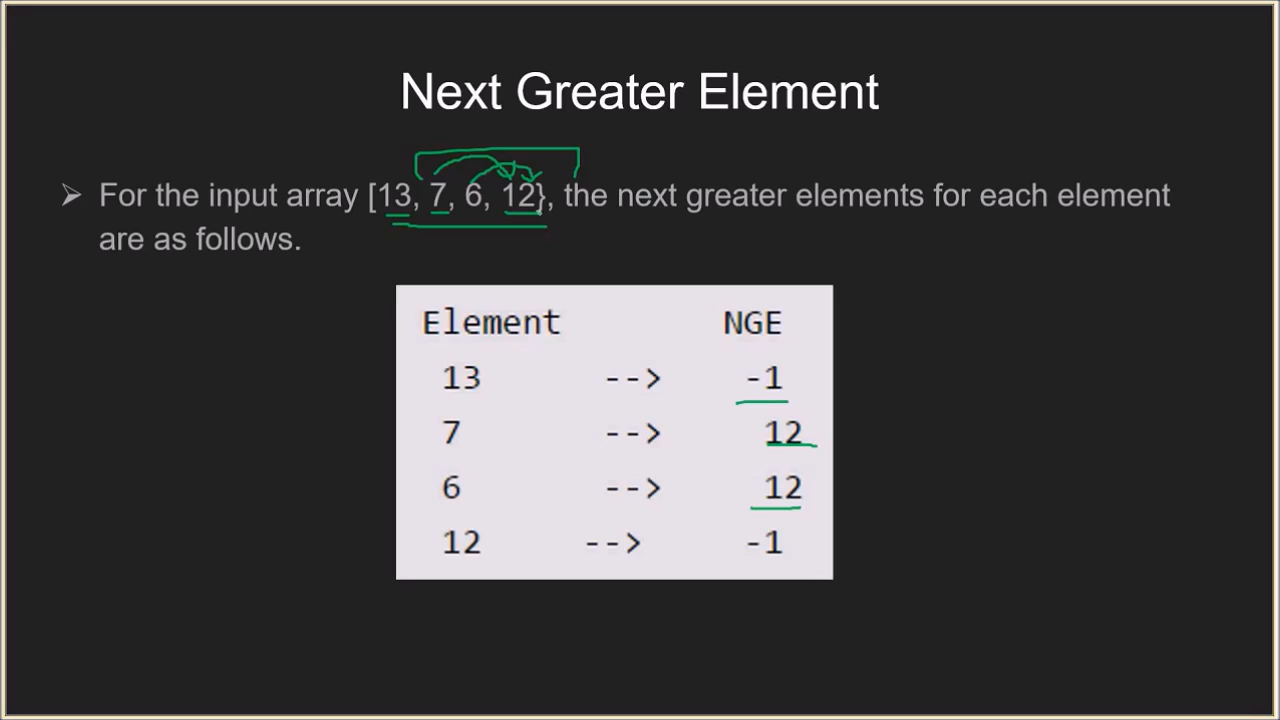 Next Greater Element
➢ For the input array [13, 7, 6, 12}, the next greater elements for each element
are as follows.
Element NGE
13 --> -1
7 --> 12
6 --> 12
12 --> -1